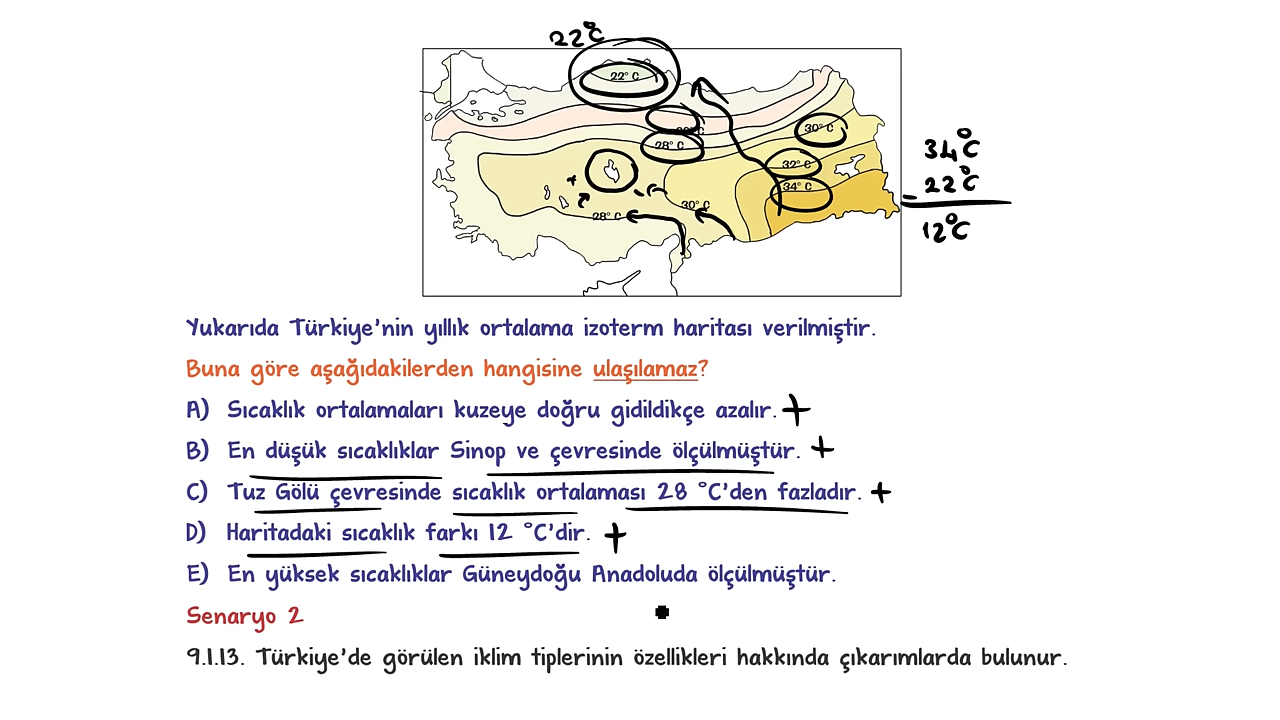 22°C
22° C
28° C
30° C
32° C
34° C
30° C
28° C
34°C
- 22°C
12°C
Yukarıda Türkiye'nin yıllık ortalama izoterm haritası verilmiştir.
Buna göre aşağıdakilerden hangisine ulaşılamaz?
A) Sıcaklık ortalamaları kuzeye doğru gidildikçe azalır. +
B) En düşük sıcaklıklar Sinop ve çevresinde ölçülmüştür. +
C) Tuz Gölü çevresinde sıcaklık ortalaması 28 °C'den fazladır. +
D) Haritadaki sıcaklık farkı 12 °C'dir. +
E) En yüksek sıcaklıklar Güneydoğu Anadoluda ölçülmüştür.
Senaryo 2
9.1.13. Türkiye'de görülen iklim tiplerinin özellikleri hakkında çıkarımlarda bulunur.